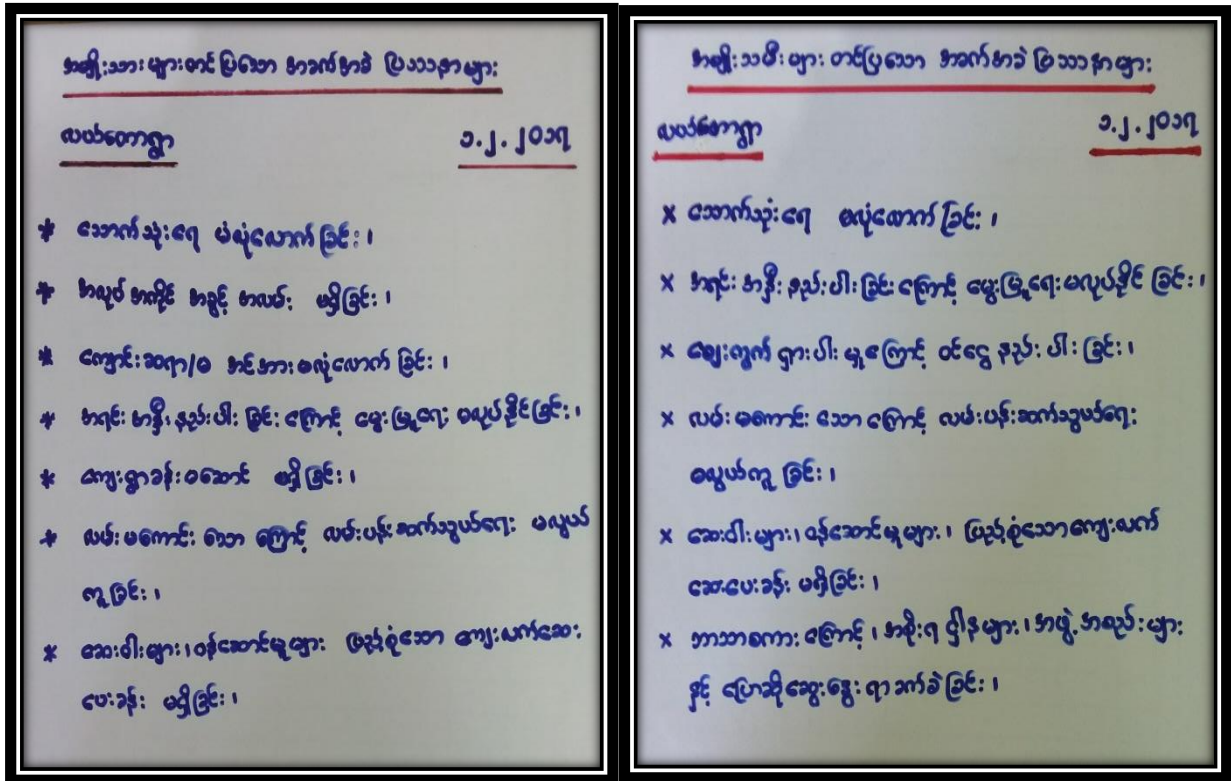 အမျိုးသားများတင်ပြသော အခက်အခဲ ပြဿနာများ
လယ်တောရွာ
၁.၂.၂၀၁၇
* သောက်သုံးရေ မလုံလောက်ခြင်း၊
* အလုပ်အကိုင် အခွင့် အလမ်း မရှိခြင်း၊
* ကျောင်းဆရာ/မ အင်အားမလုံလောက်ခြင်း၊
* အရင်းအနှီးနည်းပါးခြင်းကြောင့် မွေးမြူရေး မလုပ်နိုင်ခြင်း၊
* ကျေးရွာခန်းမဆောင် မရှိခြင်း၊
* လမ်းမကောင်းသော ကြောင့် လမ်းပန်းဆက်သွယ်ရေး မလွယ်
ကူခြင်း၊
* ဆေးဝါးများ၊ဝန်ဆောင်မှုများ ပြည့်စုံသော ကျေးလက်ဆေး
ပေးခန်း မရှိခြင်း၊
အမျိုးသမီးများ တင်ပြသော အခက်အခဲ ပြဿနာများ
လယ်တောရွာ
၁.၂.၂၀၁၇
x သောက်သုံးရေ မလုံလောက်ခြင်း၊
x အရင်းအနှီးနည်းပါးခြင်းကြောင့် မွေးမြူရေးမလုပ်နိုင်ခြင်း၊
x ဈေးကွက်ရှားပါးမှုကြောင့် ဝင်ငွေနည်းပါးခြင်း၊
x လမ်းမကောင်းသောကြောင့် လမ်းပန်းဆက်သွယ်ရေး
မလွယ်ကူခြင်း၊
x ဆေးဝါးများ၊ဝန်ဆောင်မှုများ၊ ပြည့်စုံသောကျေးလက်
ဆေးပေးခန်း မရှိခြင်း၊
x ဘာသာစကားကြောင့်၊အစိုးရဌာနများ၊အဖွဲ့အစည်းများ
နှင့် ပြောဆိုဆွေးနွေးရာခက်ခဲခြင်း၊